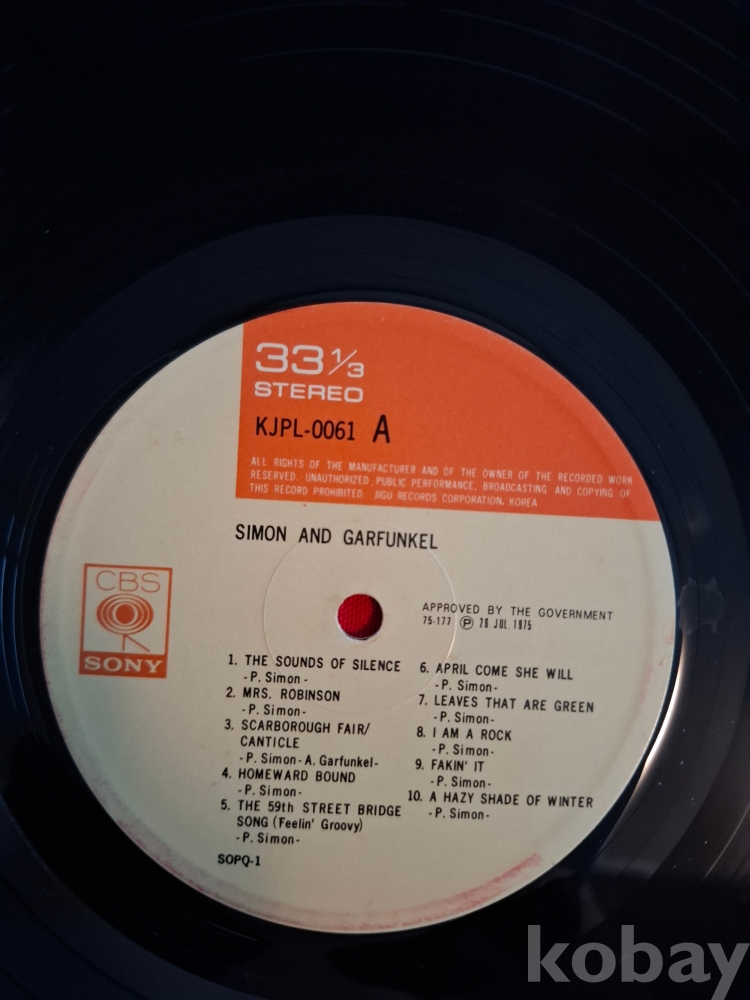 33 1/3
STEREO
KJPL-0061 A
ALL RIGHTS OF THE MANUFACTURER AND OF THE OWNER OF THE RECORDED WORK
RESERVED. UNAUTHORIZED PUBLIC PERFORMANCE. BROADCASTING AND COPYING OF
THIS RECORD PROHIBITED. JIGU RECORDS CORPORATION. KOREA
SIMON AND GARFUNKEL
CBS
SONY
APPROVED BY THE GOVERNMENT
75-177 Ⓟ 26 JUL. 1975
1. THE SOUNDS OF SILENCE
-P. Simon-
2. MRS. ROBINSON
-P. Simon-
3. SCARBOROUGH FAIR/
CANTICLE
-P. Simon-A. Garfunkel-
4. HOMEWARD BOUND
-P. Simon-
5. THE 59th STREET BRIDGE
SONG (Feelin' Groovy)
-P. Simon-
6. APRIL COME SHE WILL
-P. Simon-
7. LEAVES THAT ARE GREEN
-P. Simon-
8. I AM A ROCK
-P. Simon-
9. FAKIN' IT
-P. Simon-
10. A HAZY SHADE OF WINTER
-P. Simon-
SOPQ-1
kobay